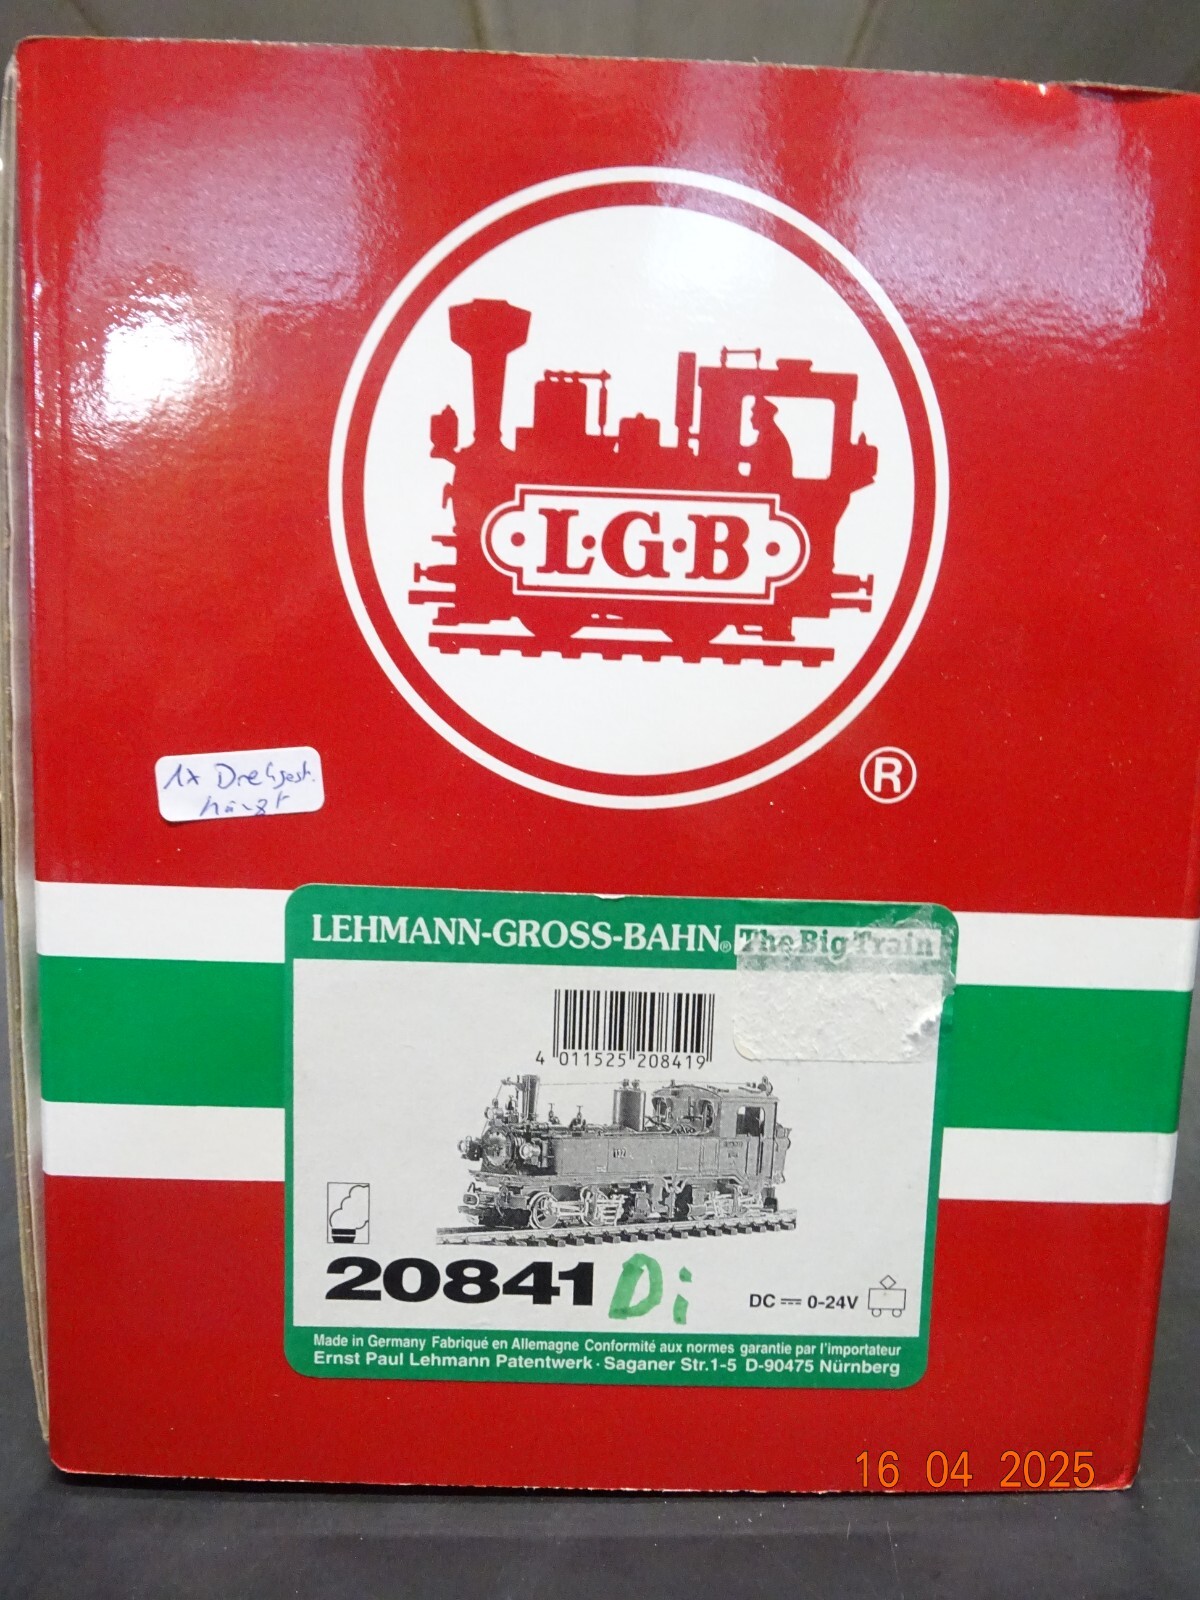 L·G·B
®
1x Drehgest.
hängt
LEHMANN-GROSS-BAHN® The Big Train
4 011525 208419
20841 Di
DC 0-24V
Made in Germany Fabriqué en Allemagne Conformité aux normes garantie par l'importateur
Ernst Paul Lehmann Patentwerk · Saganer Str.1-5 D-90475 Nürnberg
16 04 2025